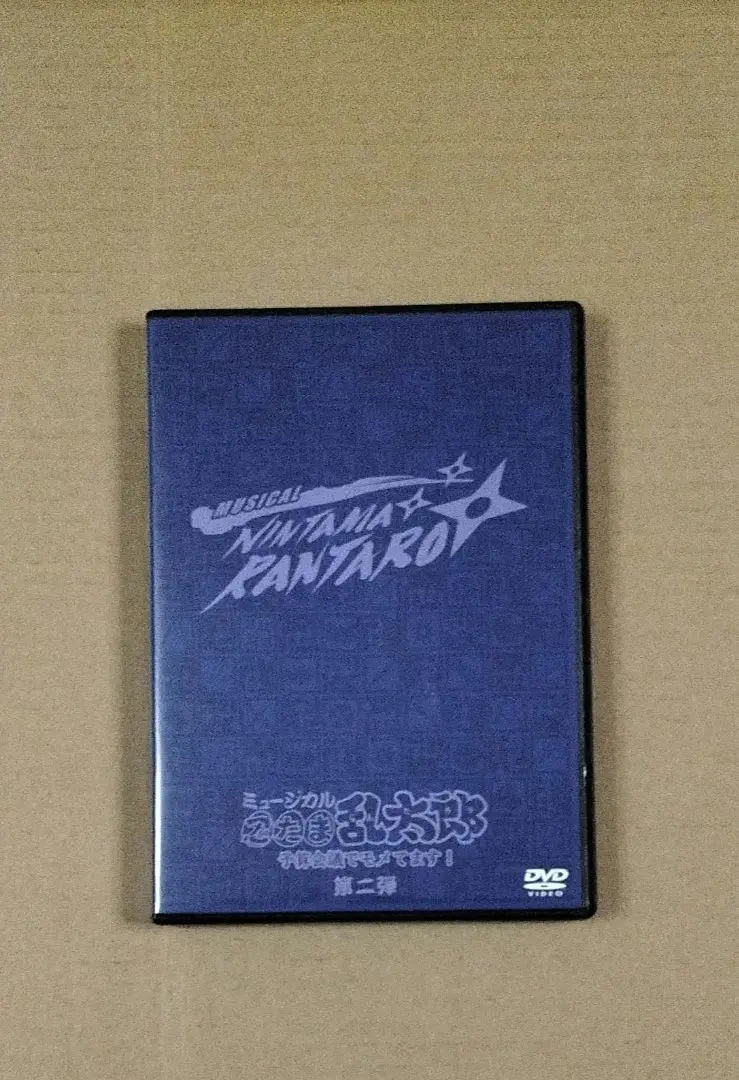 MUSICAL
NINTAMA
RANTARO
ミュージカル
忍たま乱太郎
予算会議でモメてます!
第二弾
DVD
VIDEO